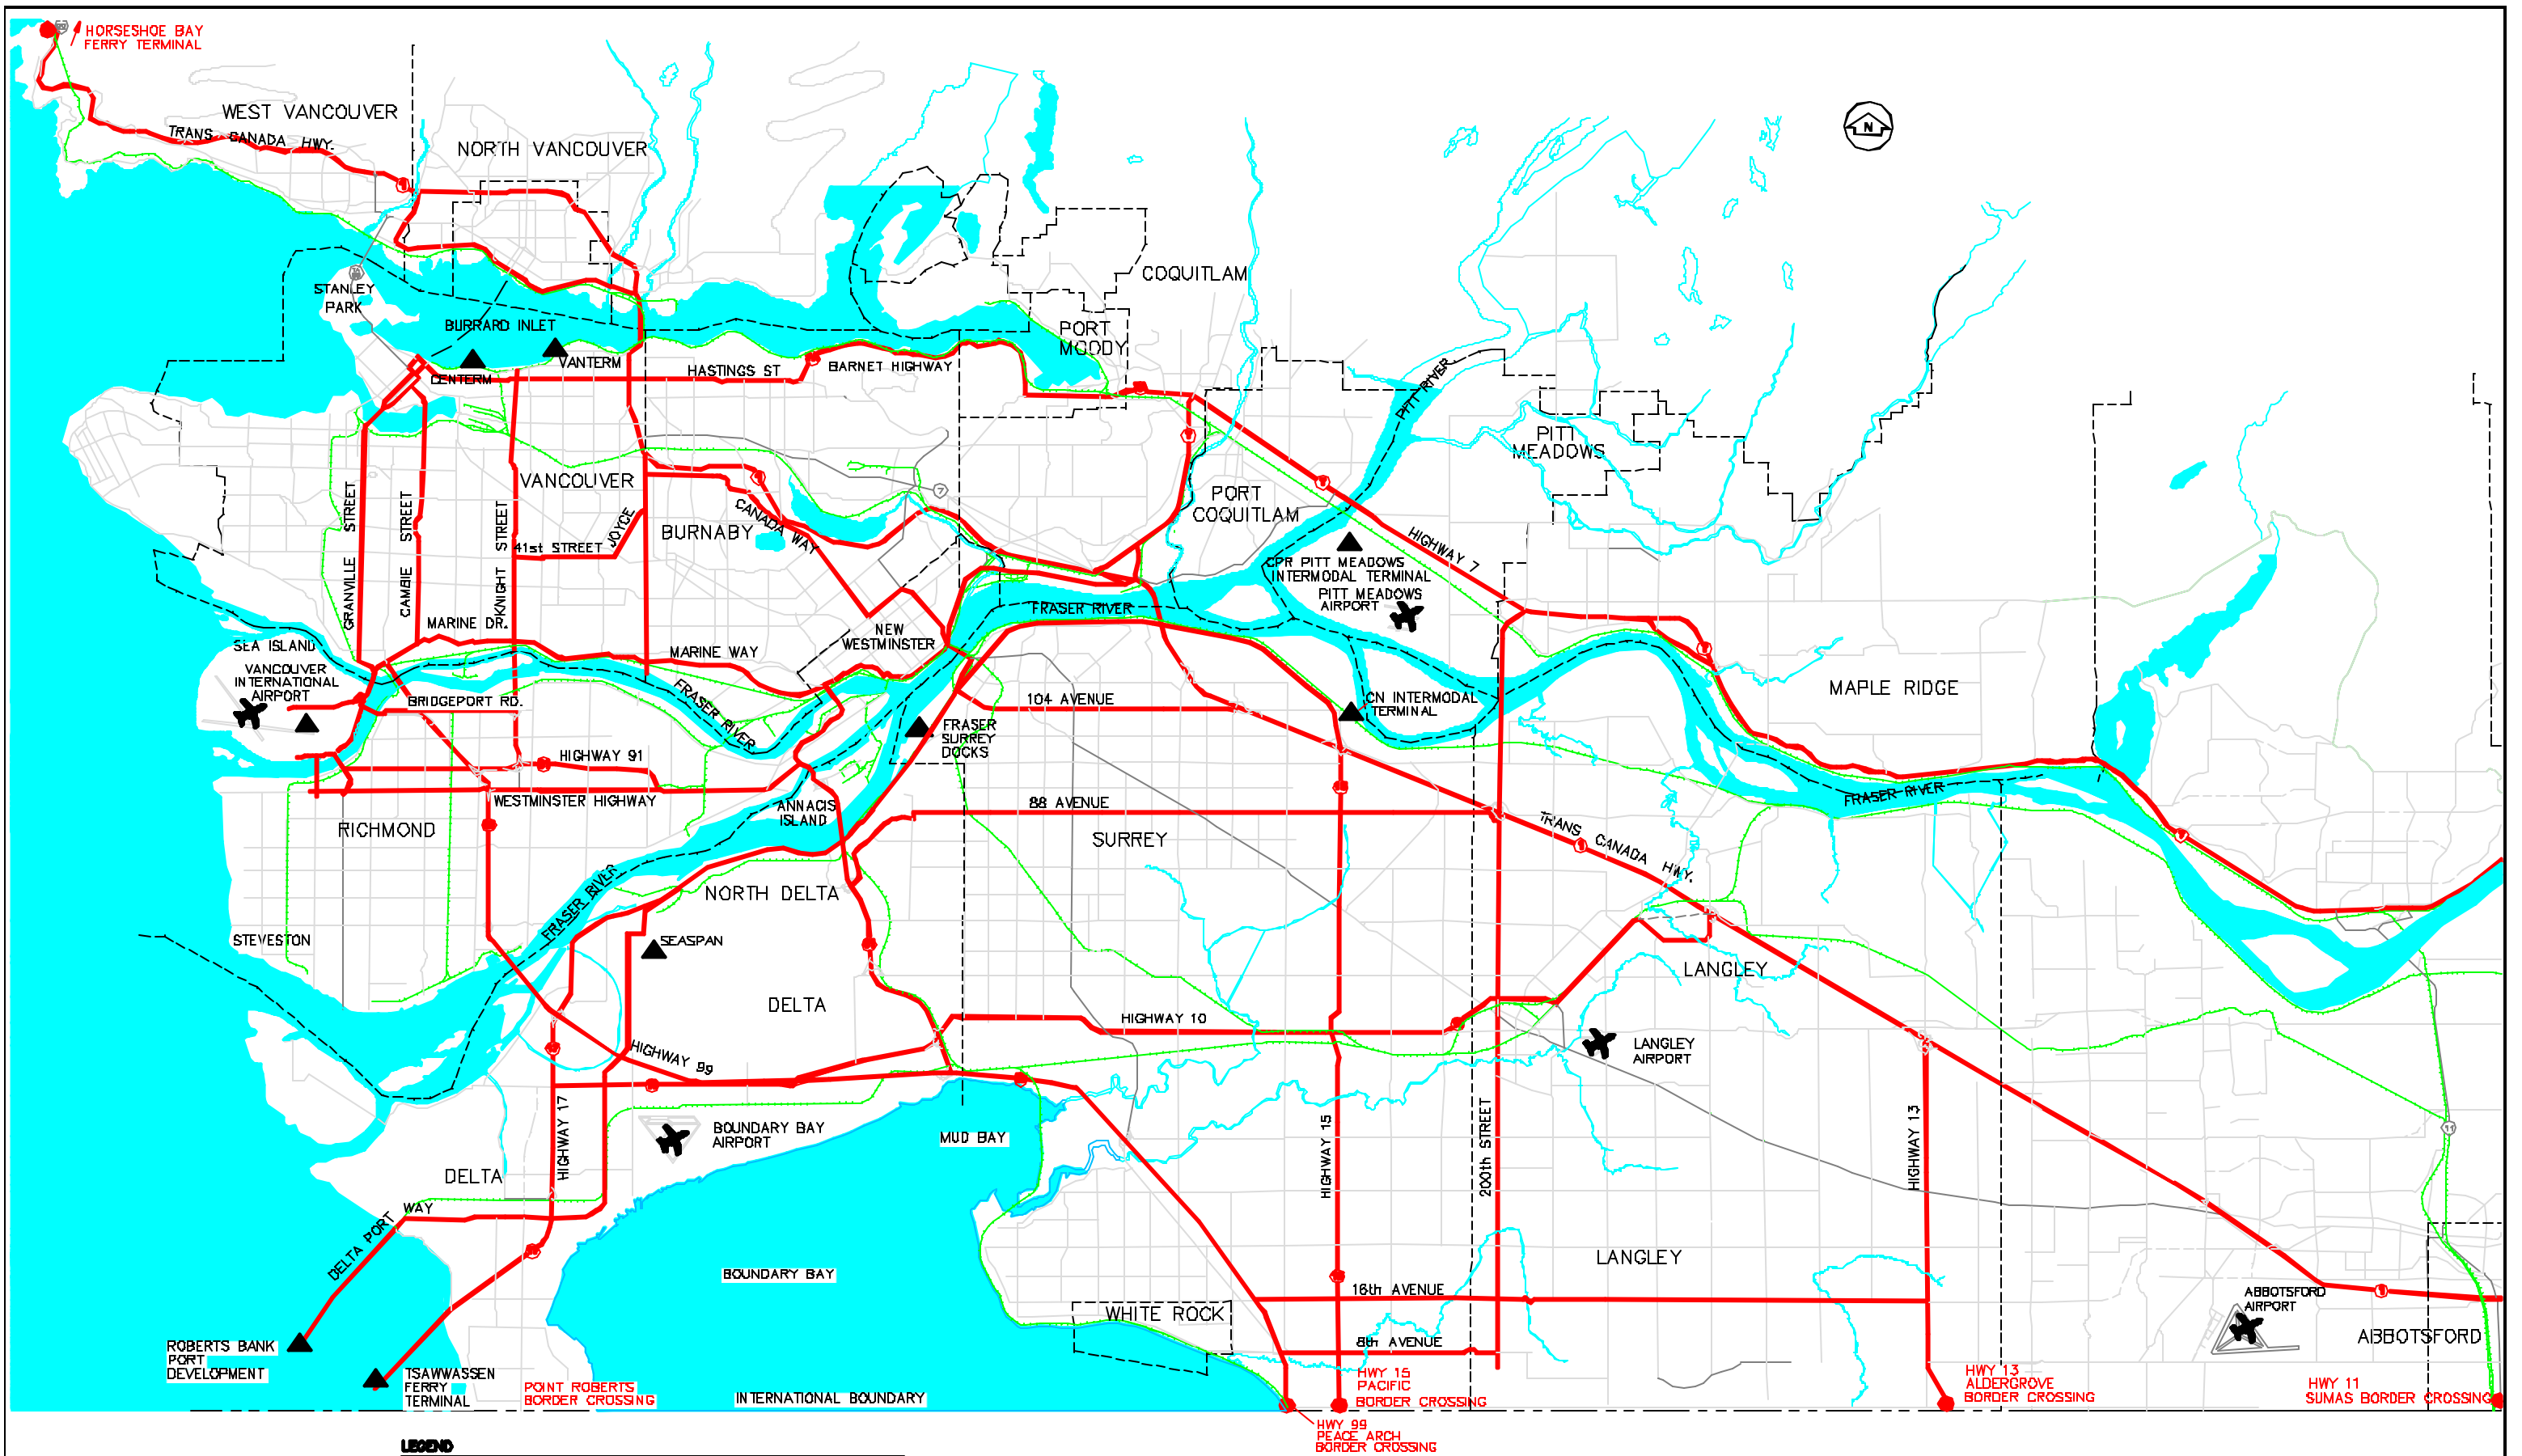 HORSESHOE BAY
FERRY TERMINAL
WEST VANCOUVER
TRANS CANADA HWY.
NORTH VANCOUVER
N
COQUITLAM
STANLEY
PARK
BURRARD INLET
PORT
MOODY
VANTERM
CENTERM
HASTINGS ST
BARNET HIGHWAY
PITT RIVER
PITT
MEADOWS
VANCOUVER
BURNABY
CANADA WAY
7
PORT
COQUITLAM
GRANVILLE STREET
CAMBIE STREET
KNIGHT STREET
41st STREET
JOYCE
HIGHWAY 7
CPR PITT MEADOWS
INTERMODAL TERMINAL
PITT MEADOWS
AIRPORT
FRASER RIVER
MARINE DR.
NEW
WESTMINSTER
SEA ISLAND
VANCOUVER
INTERNATIONAL
AIRPORT
MARINE WAY
FRASER RIVER
BRIDGEPORT RD.
104 AVENUE
CN INTERMODAL
TERMINAL
MAPLE RIDGE
FRASER
SURREY
DOCKS
HIGHWAY 91
WESTMINSTER HIGHWAY
ANNACIS
ISLAND
88 AVENUE
FRASER RIVER
RICHMOND
SURREY
TRANS CANADA HWY.
NORTH DELTA
FRASER RIVER
STEVESTON
SEASPAN
LANGLEY
DELTA
HIGHWAY 10
HIGHWAY 99
LANGLEY
AIRPORT
HIGHWAY 17
BOUNDARY BAY
AIRPORT
MUD BAY
HIGHWAY 15
200th STREET
HIGHWAY 13
11
DELTA
DELTA PORT WAY
BOUNDARY BAY
LANGLEY
16th AVENUE
WHITE ROCK
8th AVENUE
ABBOTSFORD
AIRPORT
ABBOTSFORD
ROBERTS BANK
PORT
DEVELOPMENT
TSAWWASSEN
FERRY
TERMINAL
POINT ROBERTS
BORDER CROSSING
INTERNATIONAL BOUNDARY
HWY 15
PACIFIC
BORDER CROSSING
HWY 99
PEACE ARCH
BORDER CROSSING
HWY 13
ALDERGROVE
BORDER CROSSING
HWY 11
SUMAS BORDER CROSSING
LEGEND